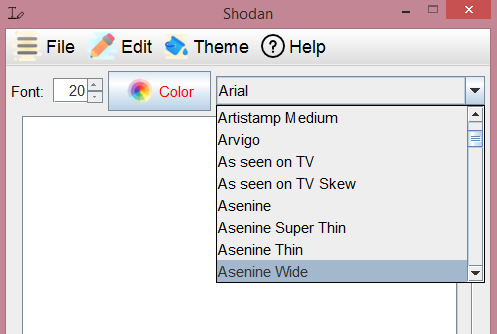 Shodan
File Edit Theme Help
Font: 20 Color Arial
Artistamp Medium
Arvigo
As seen on TV
As seen on TV Skew
Asenine
Asenine Super Thin
Asenine Thin
Asenine Wide